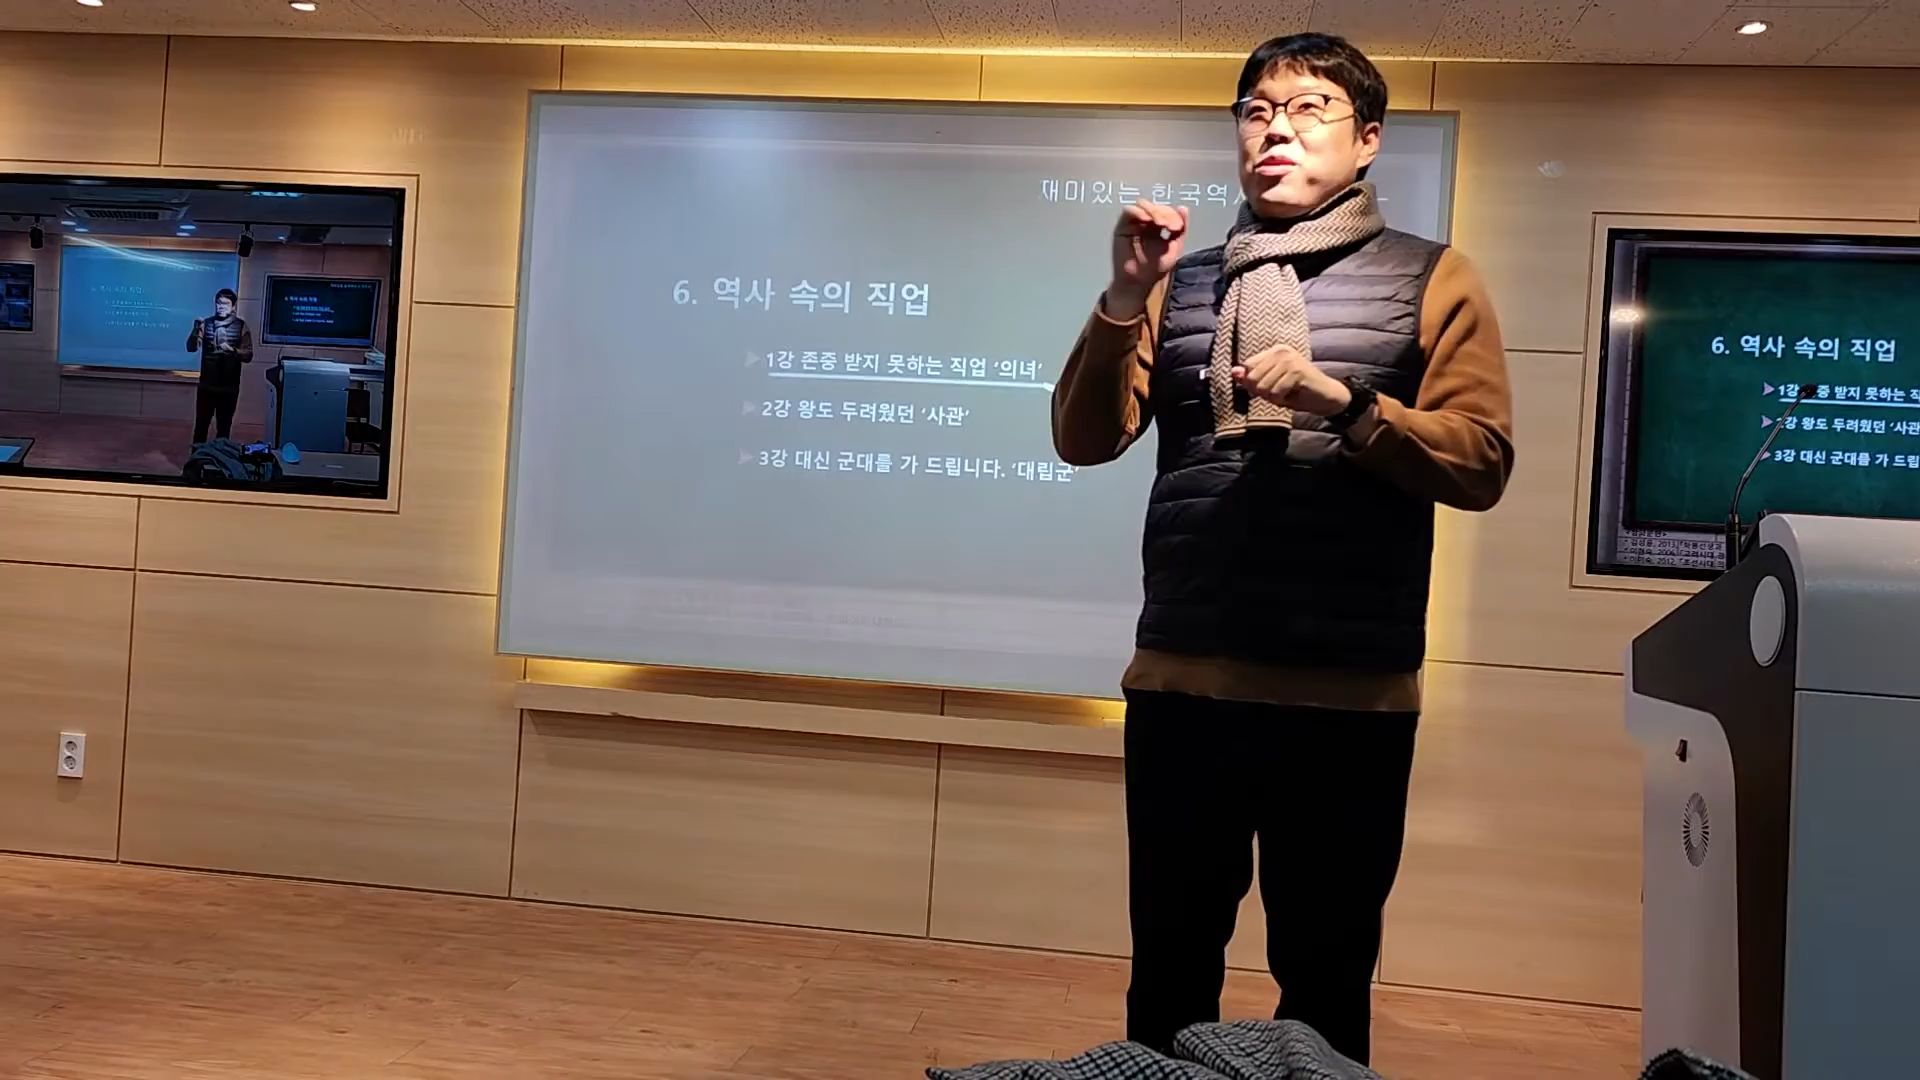 재미있는 한국역사
6. 역사 속의 직업
1강 존중 받지 못하는 직업 ‘의녀’
2강 왕도 두려웠던 ‘사관’
3강 대신 군대를 가 드립니다. ‘대립군’
6. 역사 속의 직업
1강 중 받지 못하는 직
강 왕도 두려웠던 ‘사관
3강 대신 군대를 가 드립